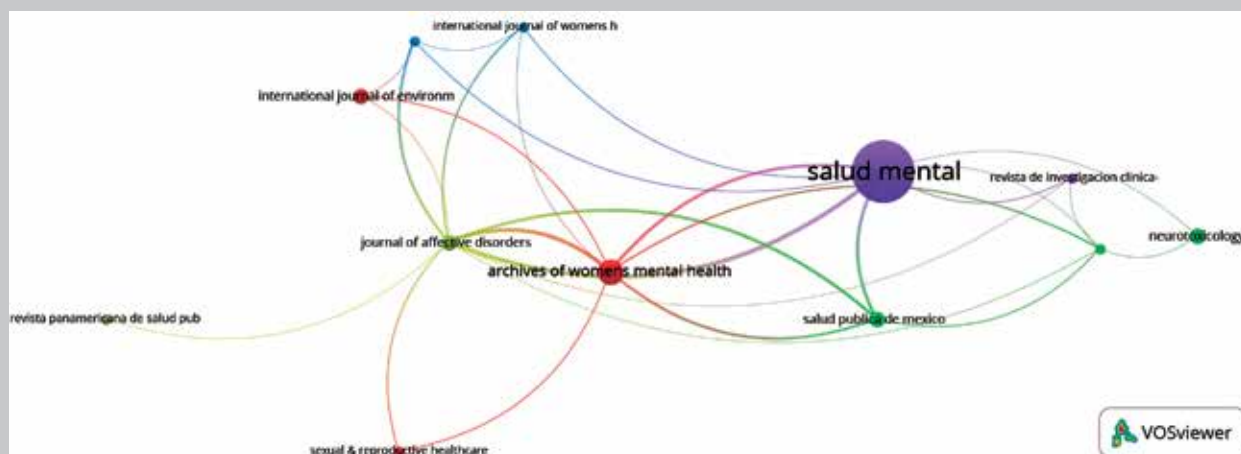 international journal of womens h
international journal of environm
salud mental
revista de investigacion clinica-
neurotoxicology
journal of affective disorders
archives of womens mental health
revista panamericana de salud pub
salud publica de mexico
sexual & reproductive healthcare
VOSviewer